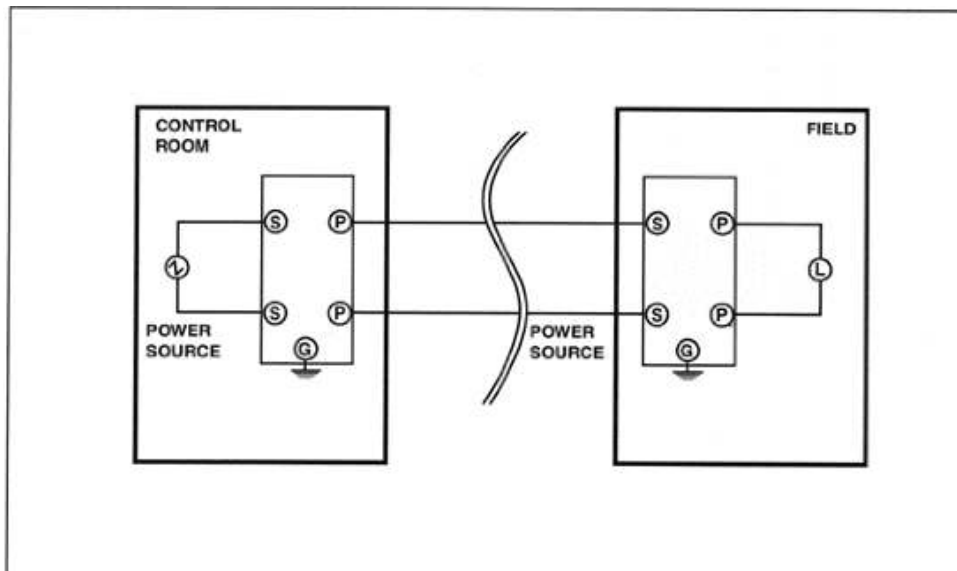 CONTROL
ROOM
FIELD
S P S P
L
S P S P
POWER
SOURCE
POWER
SOURCE
G G